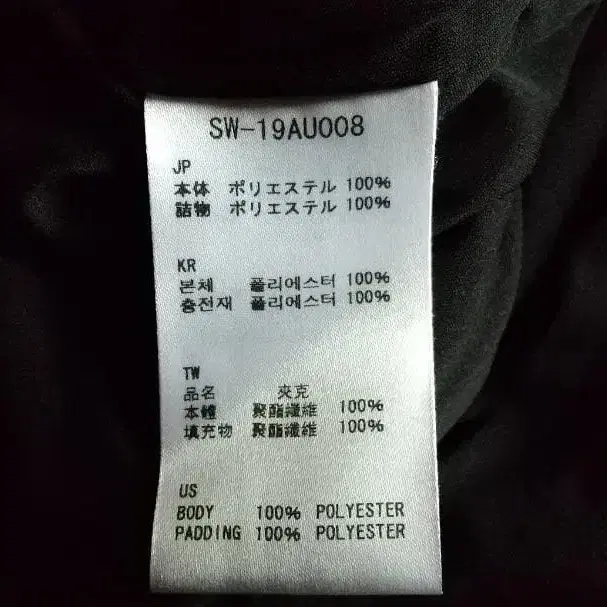 SW-19AU008
JP
本体 ポリエステル 100%
詰物 ポリエステル 100%
KR
본체 폴리에스터 100%
충전재 폴리에스터 100%
TW
品名 夾克
本體 聚酯纖維 100%
填充物 聚酯纖維 100%
US
BODY 100% POLYESTER
PADDING 100% POLYESTER